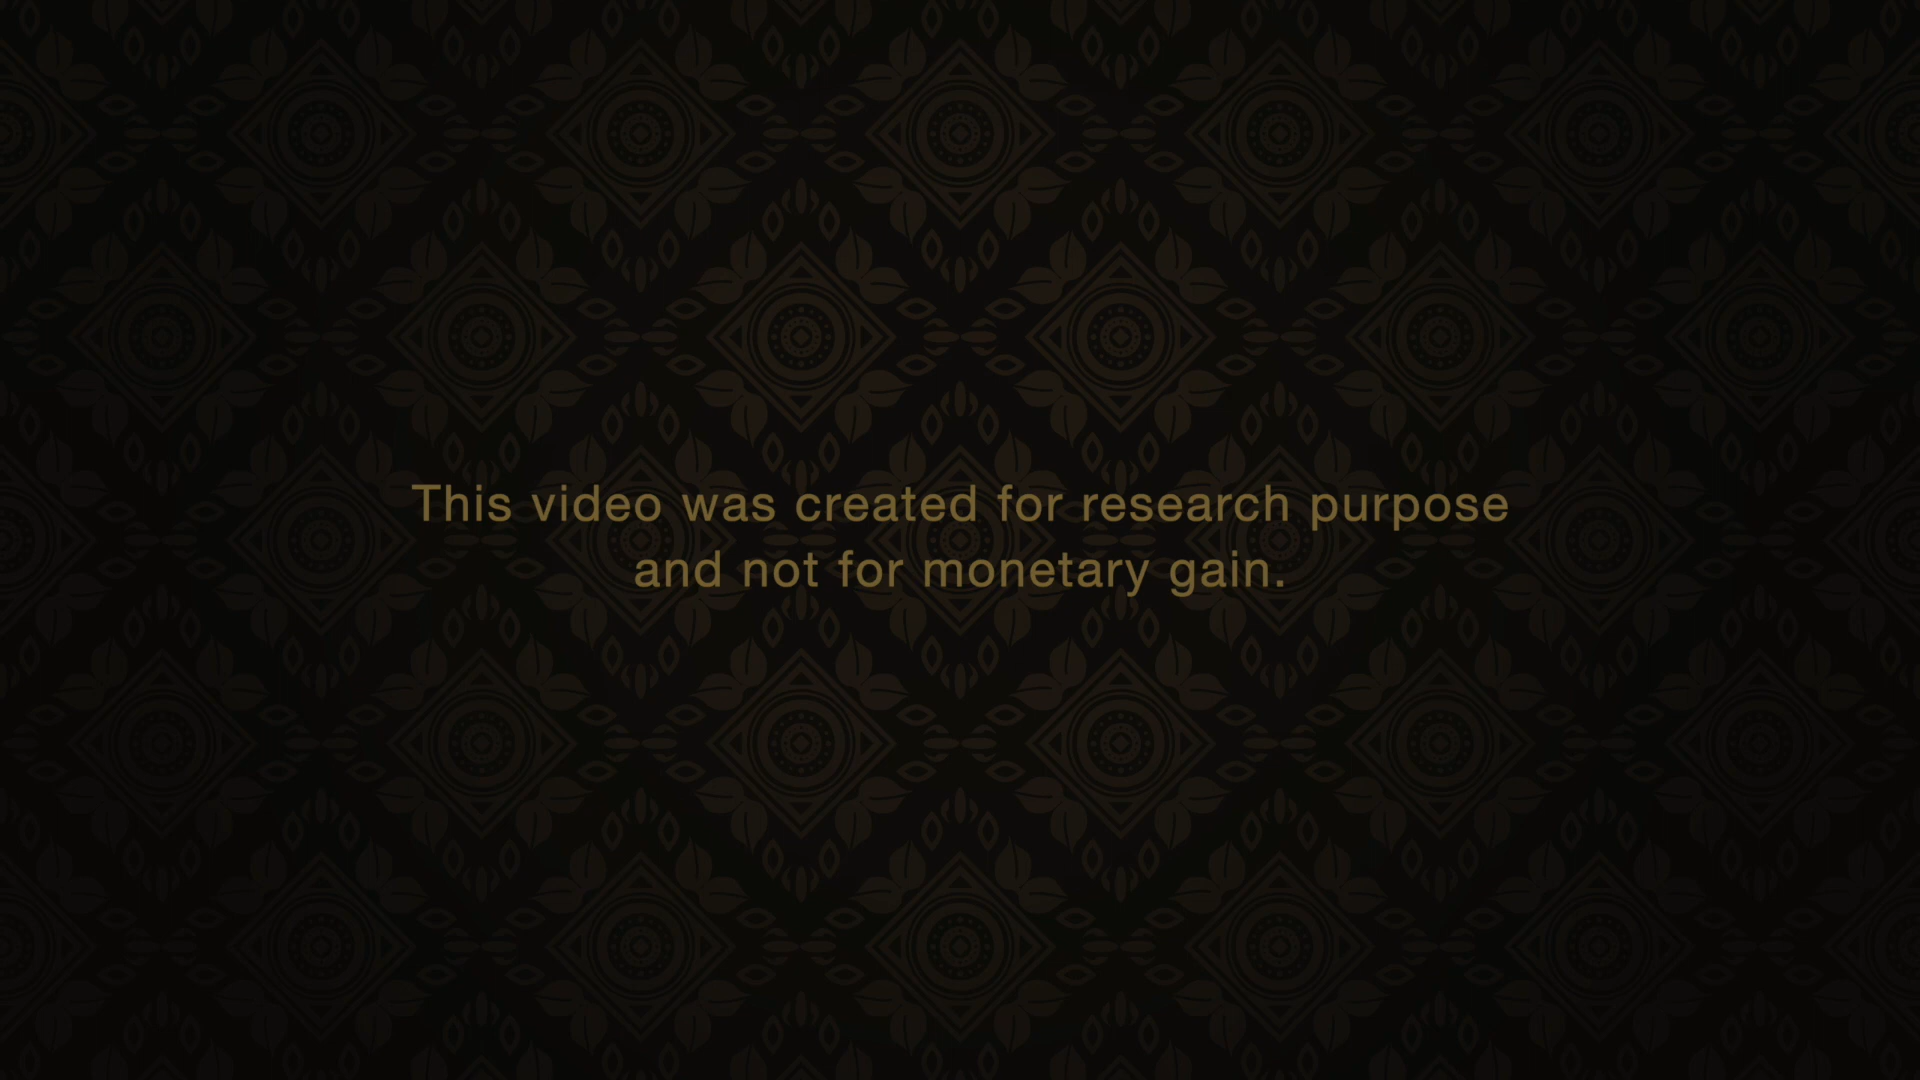 This video was created for research purpose
and not for monetary gain.